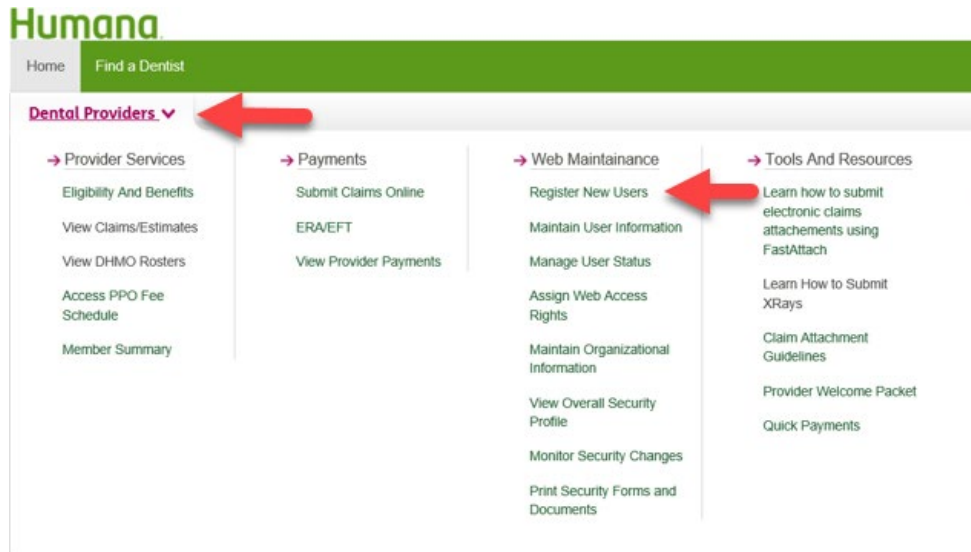 Humana
Home Find a Dentist
Dental Providers
Provider Services
Eligibility And Benefits
View Claims/Estimates
View DHMO Rosters
Access PPO Fee
Schedule
Member Summary
Payments
Submit Claims Online
ERA/EFT
View Provider Payments
Web Maintainance
Register New Users
Maintain User Information
Manage User Status
Assign Web Access
Rights
Maintain Organizational
Information
View Overall Security
Profile
Monitor Security Changes
Print Security Forms and
Documents
Tools And Resources
Learn how to submit
electronic claims
attachements using
FastAttach
Learn How to Submit
XRays
Claim Attachment
Guidelines
Provider Welcome Packet
Quick Payments